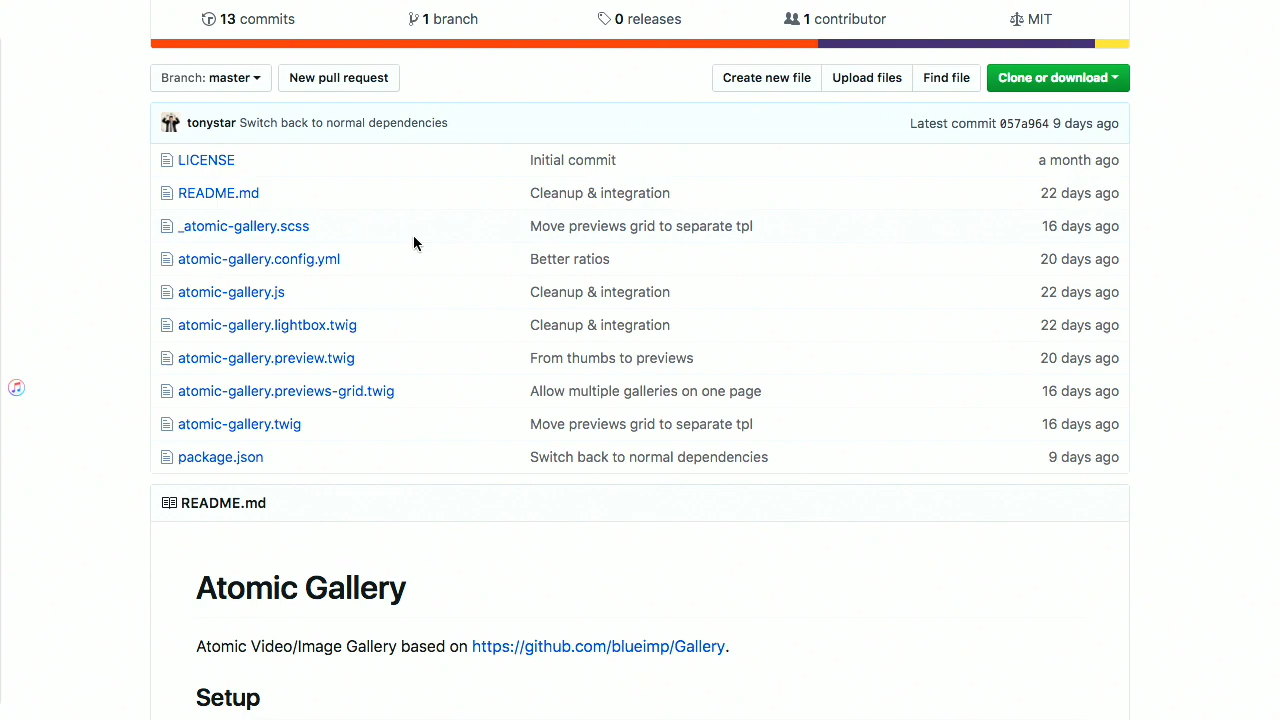 13 commits 1 branch 0 releases 1 contributor MIT
Branch: master New pull request Create new file Upload files Find file Clone or download
tonystar Switch back to normal dependencies Latest commit 057a964 9 days ago
LICENSE Initial commit a month ago
README.md Cleanup & integration 22 days ago
_atomic-gallery.scss Move previews grid to separate tpl 16 days ago
atomic-gallery.config.yml Better ratios 20 days ago
atomic-gallery.js Cleanup & integration 22 days ago
atomic-gallery.lightbox.twig Cleanup & integration 22 days ago
atomic-gallery.preview.twig From thumbs to previews 20 days ago
atomic-gallery.previews-grid.twig Allow multiple galleries on one page 16 days ago
atomic-gallery.twig Move previews grid to separate tpl 16 days ago
package.json Switch back to normal dependencies 9 days ago
README.md
Atomic Gallery
Atomic Video/Image Gallery based on https://github.com/blueimp/Gallery.
Setup